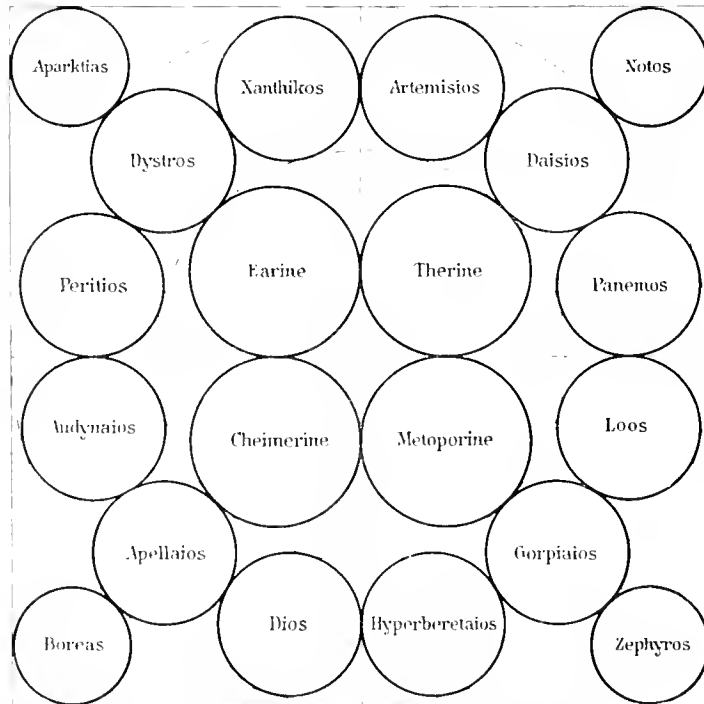 Aparktias
Xanthikos
Artemisios
Notos
Dystros
Daisios
Peritios
Earine
Therine
Panemos
Audynaios
Cheimerine
Metoporine
Loos
Apellaios
Gorpiaios
Boreas
Dios
Hyperberetaios
Zephyros